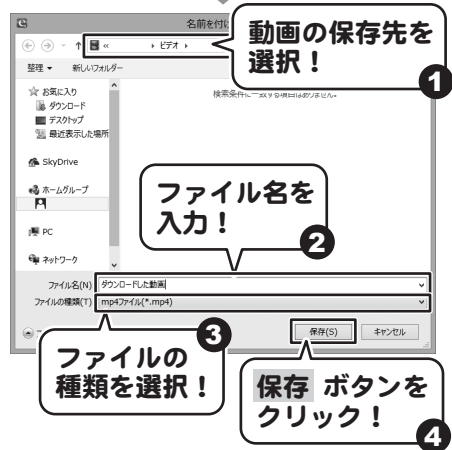 名前を付け
動画の保存先を
選択！
1
«
▸ ビデオ ▸
整理 ▼
新しいフォルダー
お気に入り
ダウンロード
デスクトップ
最近表示した場所
検索条件に一致する項目はありません。
SkyDrive
ホームグループ
PC
ネットワーク
ファイル名を
入力！
2
ファイル名(N)
ダウンロードした動画
ファイルの種類(T)
mp4ファイル(*.mp4)
3
保存(S)
キャンセル
ファイルの
種類を選択！
保存 ボタンを
クリック！
4